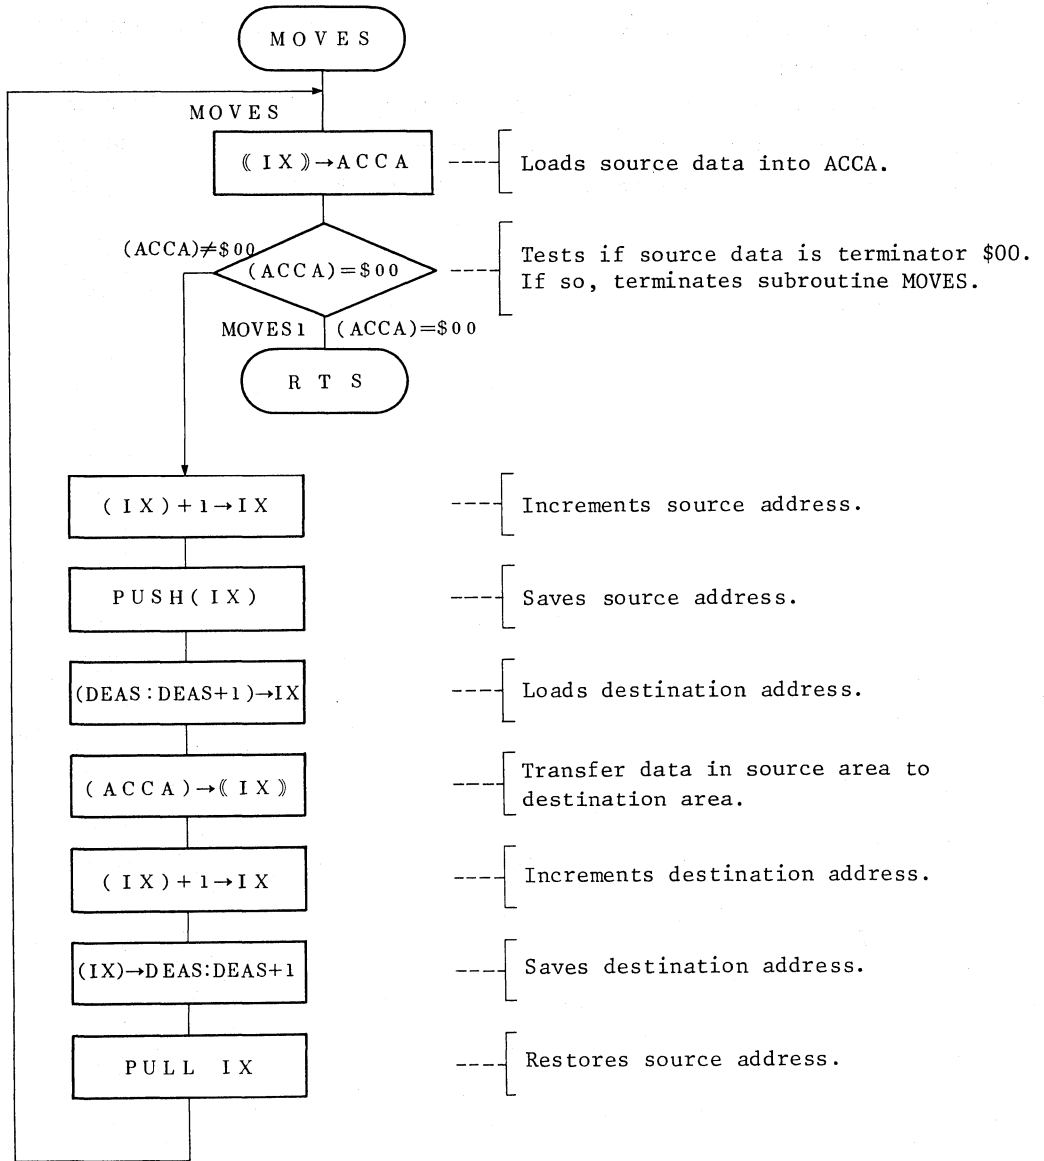 MOVES
MOVES
⟪IX⟫→ACCA
Loads source data into ACCA.
(ACCA)≠$00
(ACCA)=$00
Tests if source data is terminator $00.
If so, terminates subroutine MOVES.
MOVES1
(ACCA)=$00
RTS
(IX)+1→IX
Increments source address.
PUSH(IX)
Saves source address.
(DEAS:DEAS+1)→IX
Loads destination address.
(ACCA)→⟪IX⟫
Transfer data in source area to
destination area.
(IX)+1→IX
Increments destination address.
(IX)→DEAS:DEAS+1
Saves destination address.
PULL IX
Restores source address.